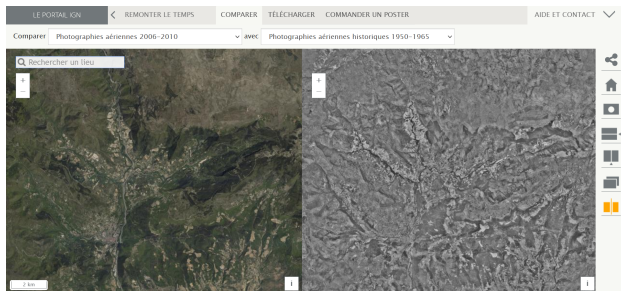 LE PORTAIL IGN
REMONTER LE TEMPS
COMPARER
TÉLÉCHARGER
COMMANDER UN POSTER
AIDE ET CONTACT
Comparer
Photographies aériennes 2006-2010
avec
Photographies aériennes historiques 1950-1965
Rechercher un lieu
+
−
+
−
2 km
i
i